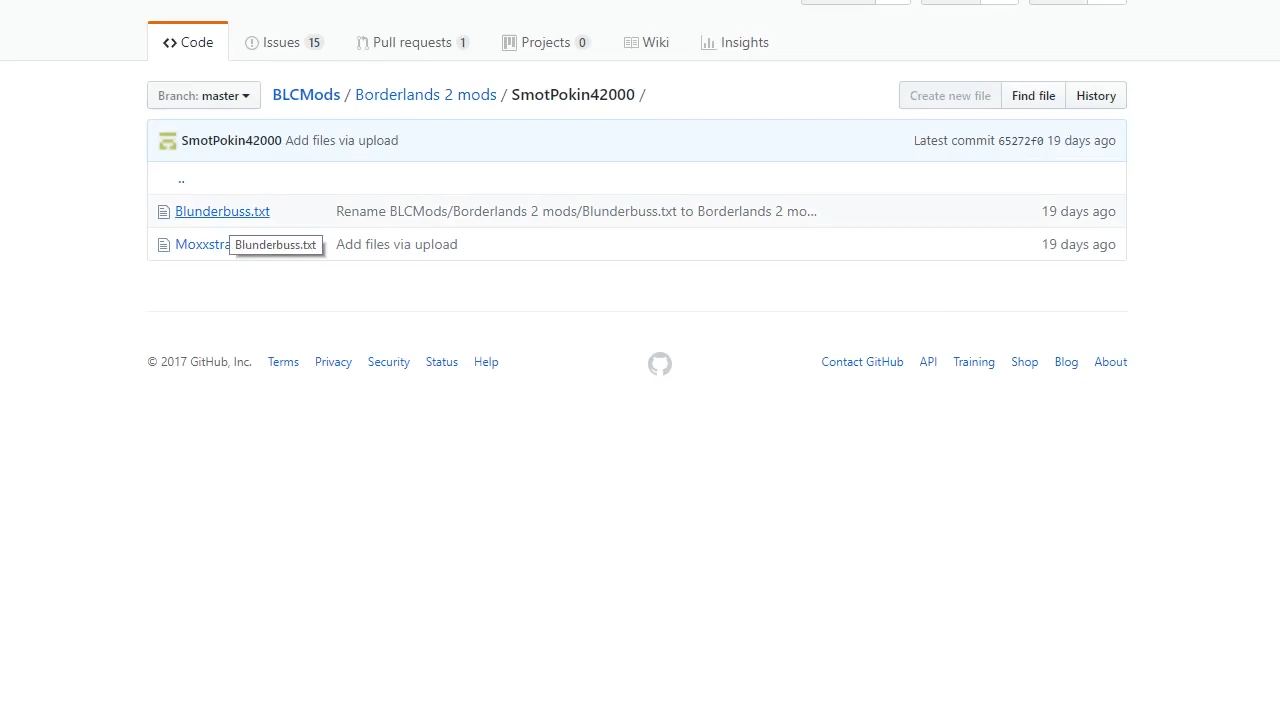 Code Issues 15 Pull requests 1 Projects 0 Wiki Insights
Branch: master BLCMods / Borderlands 2 mods / SmotPokin42000 / Create new file Find file History
SmotPokin42000 Add files via upload Latest commit 65272f0 19 days ago
..
Blunderbuss.txt Rename BLCMods/Borderlands 2 mods/Blunderbuss.txt to Borderlands 2 mo... 19 days ago
Blunderbuss.txt Add files via upload 19 days ago
© 2017 GitHub, Inc. Terms Privacy Security Status Help Contact GitHub API Training Shop Blog About